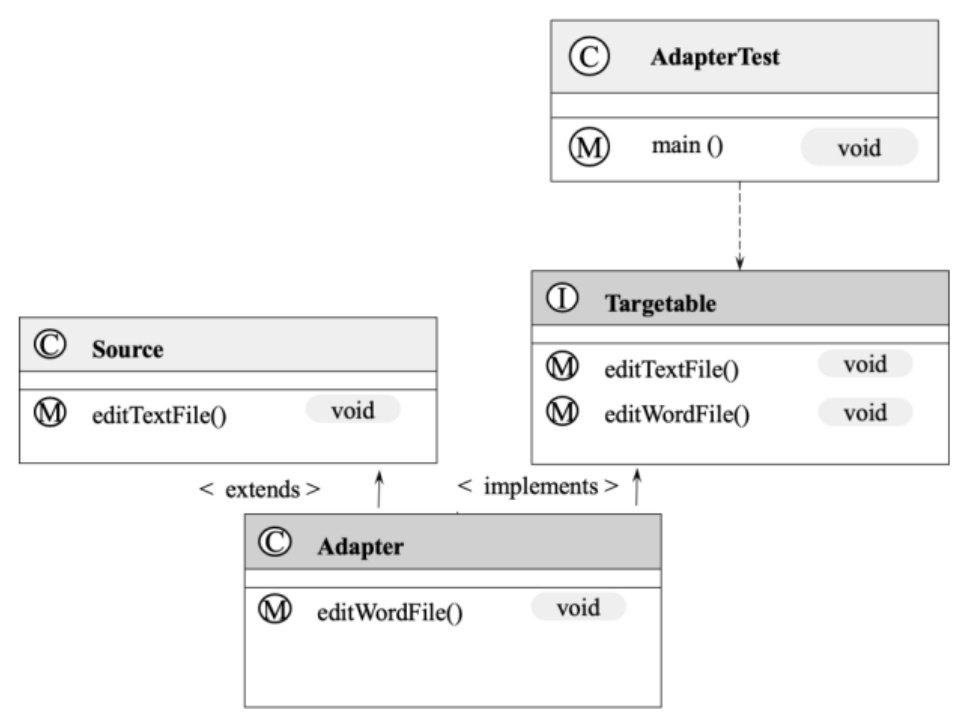 C AdapterTest
M main () void
I Targetable
M editTextFile() void
M editWordFile() void
C Source
M editTextFile() void
< extends >
< implements >
C Adapter
M editWordFile() void